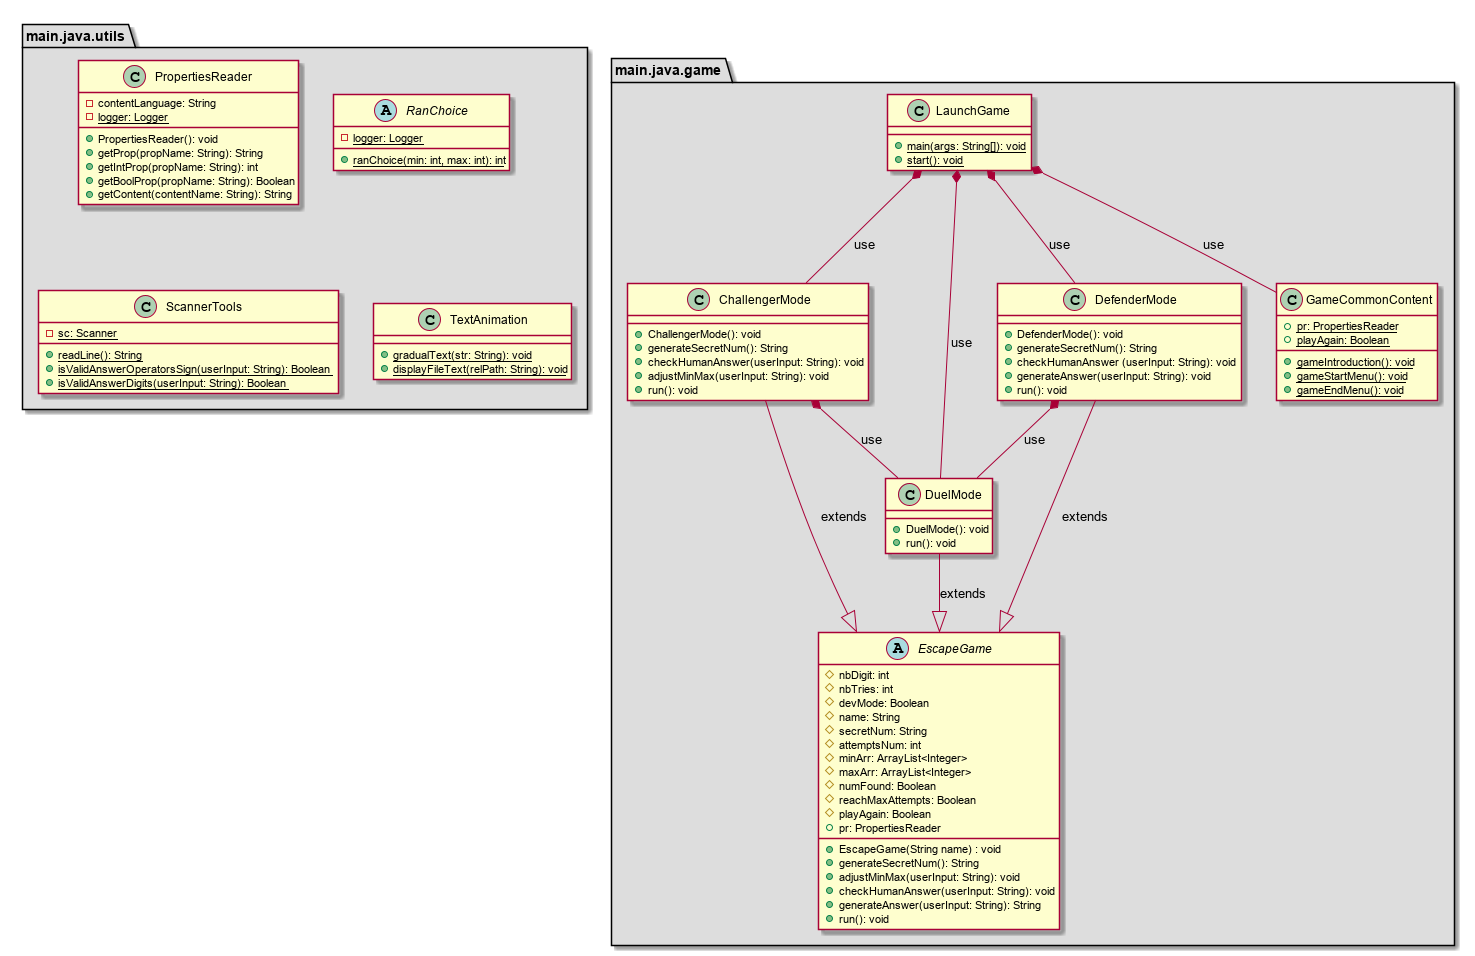 main.java.utils
C PropertiesReader
contentLanguage: String
logger: Logger
PropertiesReader(): void
getProp(propName: String): String
getIntProp(propName: String): int
getBoolProp(propName: String): Boolean
getContent(contentName: String): String
A RanChoice
logger: Logger
ranChoice(min: int, max: int): int
C ScannerTools
sc: Scanner
readLine(): String
isValidAnswerOperatorsSign(userInput: String): Boolean
isValidAnswerDigits(userInput: String): Boolean
C TextAnimation
gradualText(str: String): void
displayFileText(relPath: String): void
main.java.game
C LaunchGame
main(args: String[]): void
start(): void
use
use
use
use
C ChallengerMode
ChallengerMode(): void
generateSecretNum(): String
checkHumanAnswer(userInput: String): void
adjustMinMax(userInput: String): void
run(): void
C DefenderMode
DefenderMode(): void
generateSecretNum(): String
checkHumanAnswer (userInput: String): void
generateAnswer(userInput: String): void
run(): void
C GameCommonContent
pr: PropertiesReader
playAgain: Boolean
gameIntroduction(): void
gameStartMenu(): void
gameEndMenu(): void
use
use
C DuelMode
DuelMode(): void
run(): void
extends
extends
extends
A EscapeGame
nbDigit: int
nbTries: int
devMode: Boolean
name: String
secretNum: String
attemptsNum: int
minArr: ArrayList<Integer>
maxArr: ArrayList<Integer>
numFound: Boolean
reachMaxAttempts: Boolean
playAgain: Boolean
pr: PropertiesReader
EscapeGame(String name) : void
generateSecretNum(): String
adjustMinMax(userInput: String): void
checkHumanAnswer(userInput: String): void
generateAnswer(userInput: String): String
run(): void